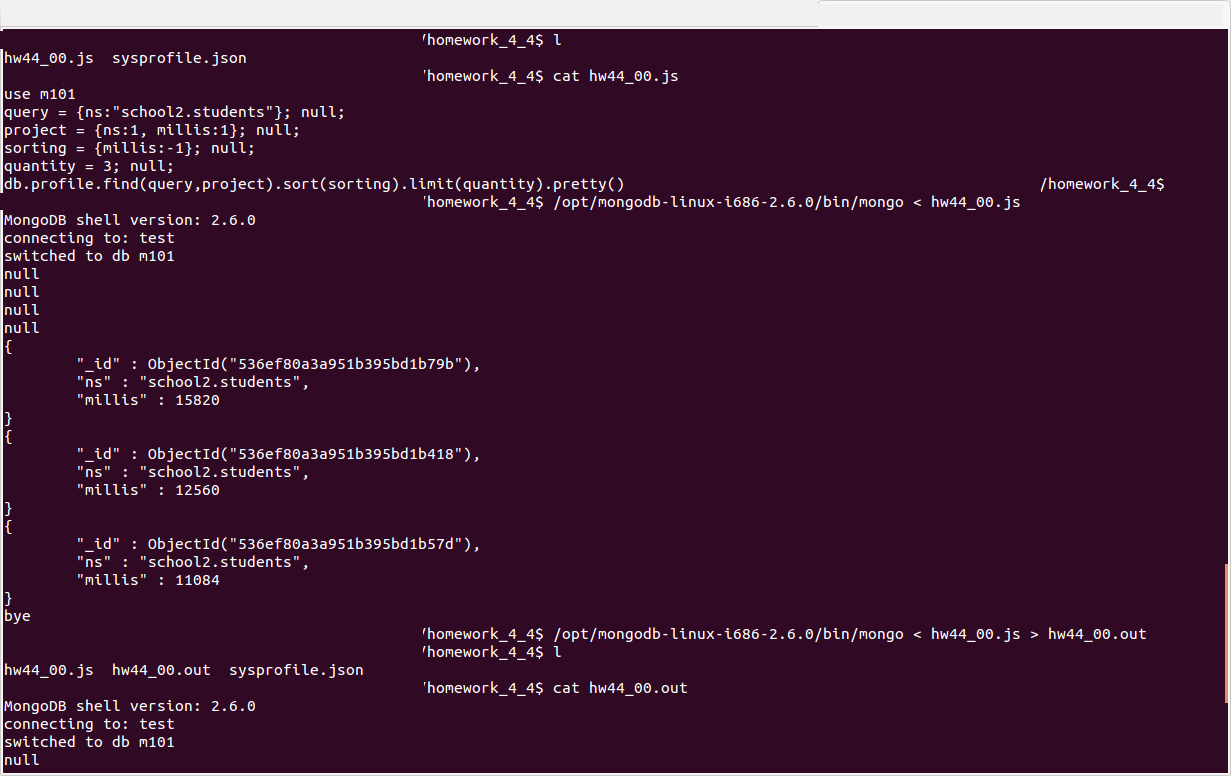 /homework_4_4$ l
hw44_00.js  sysprofile.json
/homework_4_4$ cat hw44_00.js
use m101
query = {ns:"school2.students"}; null;
project = {ns:1, millis:1}; null;
sorting = {millis:-1}; null;
quantity = 3; null;
db.profile.find(query,project).sort(sorting).limit(quantity).pretty() /homework_4_4$
/homework_4_4$ /opt/mongodb-linux-i686-2.6.0/bin/mongo < hw44_00.js
MongoDB shell version: 2.6.0
connecting to: test
switched to db m101
null
null
null
null
{
        "_id" : ObjectId("536ef80a3a951b395bd1b79b"),
        "ns" : "school2.students",
        "millis" : 15820
}
{
        "_id" : ObjectId("536ef80a3a951b395bd1b418"),
        "ns" : "school2.students",
        "millis" : 12560
}
{
        "_id" : ObjectId("536ef80a3a951b395bd1b57d"),
        "ns" : "school2.students",
        "millis" : 11084
}
bye
/homework_4_4$ /opt/mongodb-linux-i686-2.6.0/bin/mongo < hw44_00.js > hw44_00.out
/homework_4_4$ l
hw44_00.js  hw44_00.out  sysprofile.json
/homework_4_4$ cat hw44_00.out
MongoDB shell version: 2.6.0
connecting to: test
switched to db m101
null